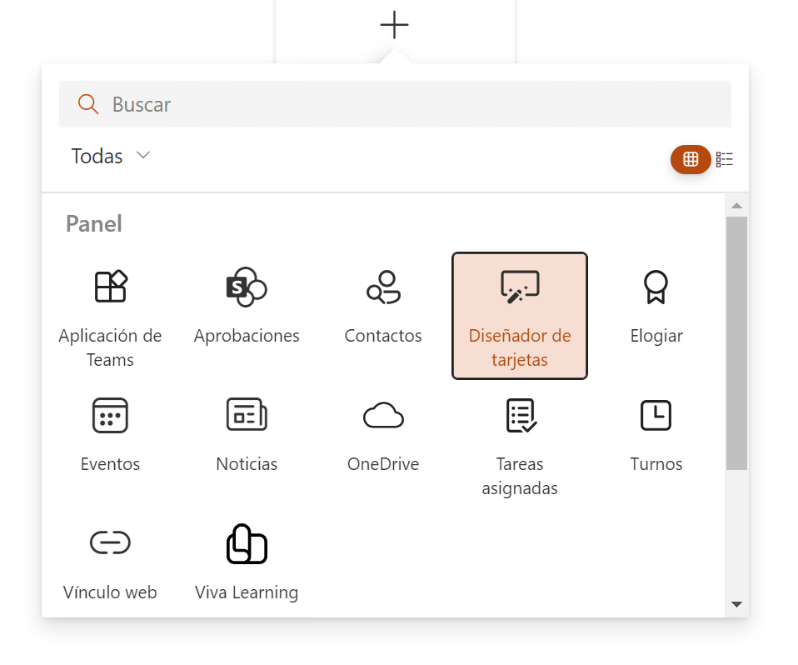 Buscar
Todas
Panel
Aplicación de
Teams
Aprobaciones
Contactos
Diseñador de
tarjetas
Elogiar
Eventos
Noticias
OneDrive
Tareas
asignadas
Turnos
Vínculo web
Viva Learning